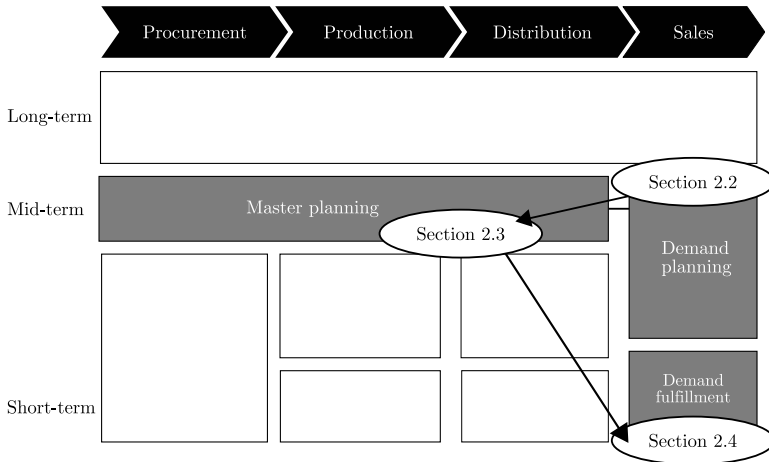 Procurement
Production
Distribution
Sales
Long-term
Mid-term
Master planning
Section 2.2
Section 2.3
Demand
planning
Short-term
Demand
fulfillment
Section 2.4